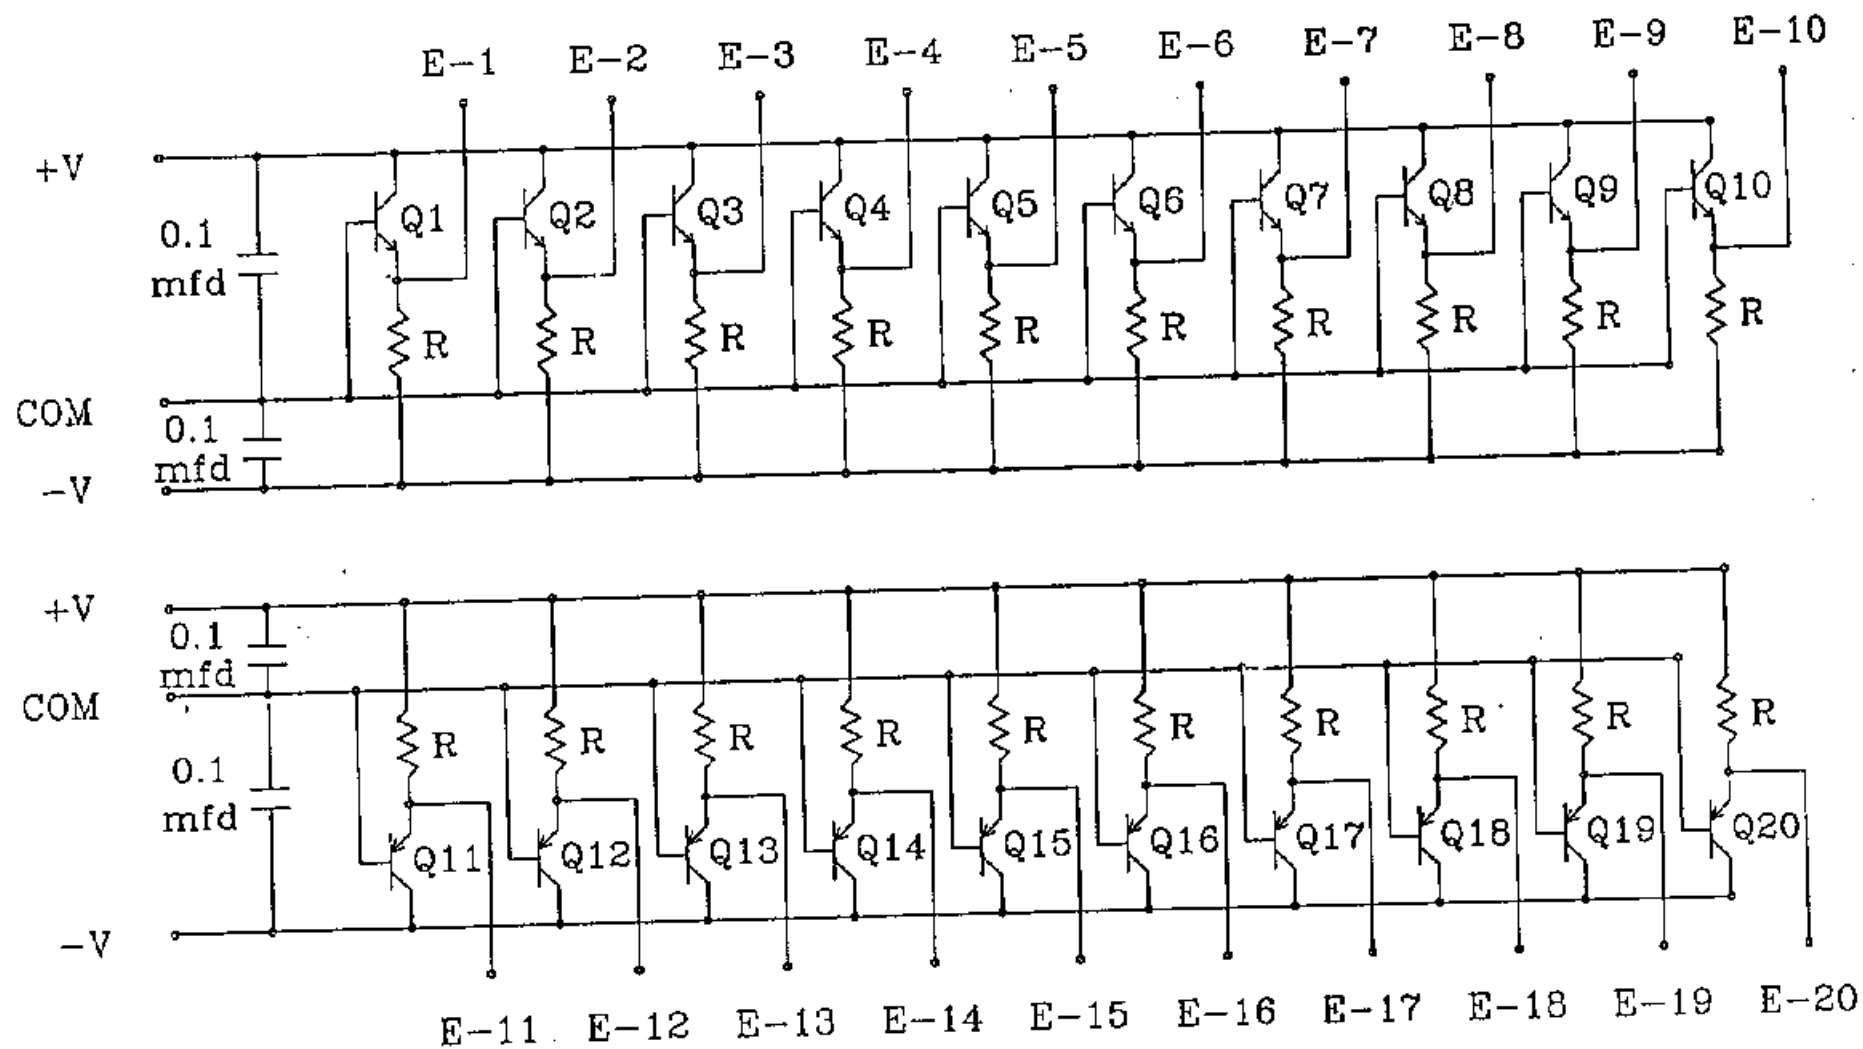 E-1 E-2 E-3 E-4 E-5 E-6 E-7 E-8 E-9 E-10
+V
Q1 Q2 Q3 Q4 Q5 Q6 Q7 Q8 Q9 Q10
0.1
mfd
R R R R R R R R R R
COM
0.1
mfd
-V
+V
0.1
mfd
COM
R R R R R R R R R R
0.1
mfd
Q11 Q12 Q13 Q14 Q15 Q16 Q17 Q18 Q19 Q20
-V
E-11 E-12 E-13 E-14 E-15 E-16 E-17 E-18 E-19 E-20